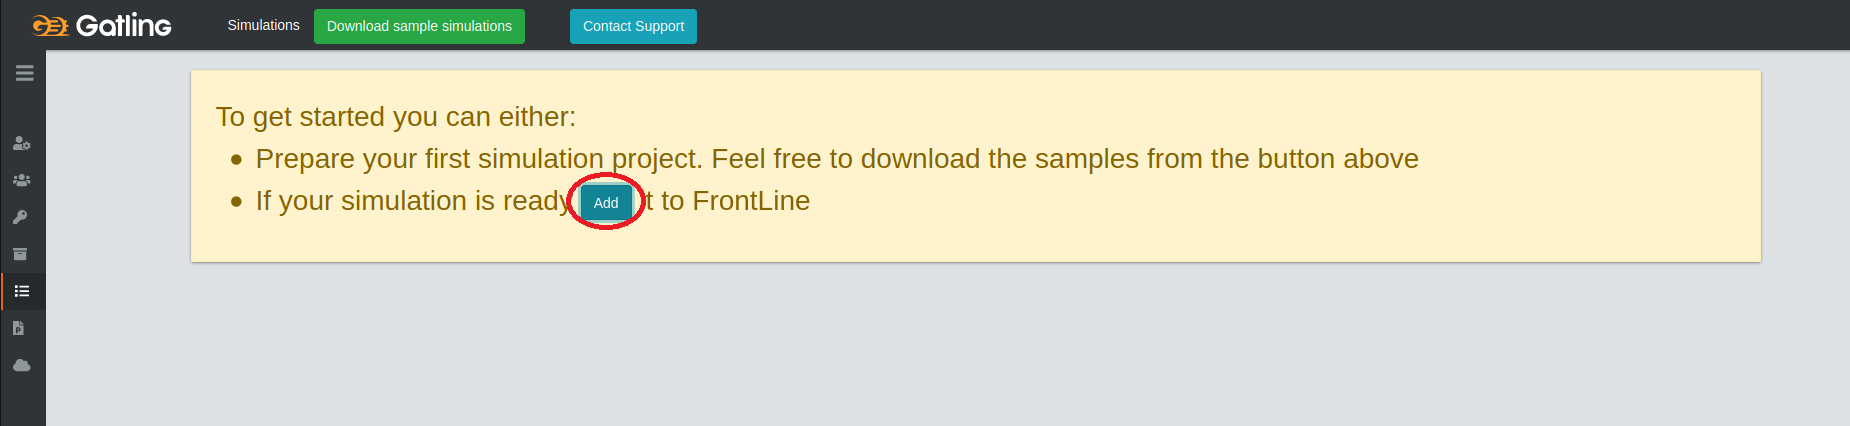 Gatling
Simulations
Download sample simulations
Contact Support
To get started you can either:
Prepare your first simulation project. Feel free to download the samples from the button above
If your simulation is ready Add t to FrontLine